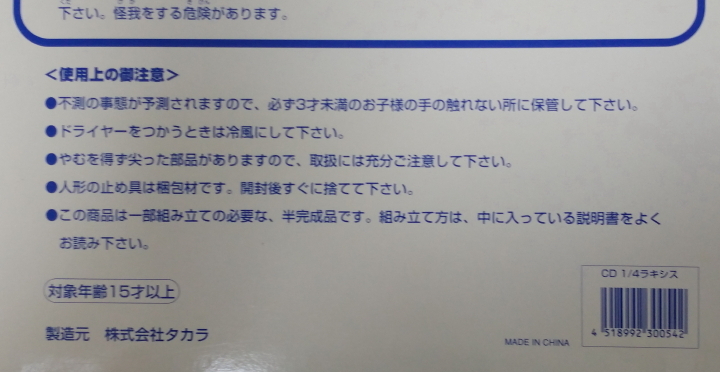 下さい。怪我をする危険があります。
＜使用上の御注意＞
●不測の事態が予測されますので、必ず3才未満のお子様の手の触れない所に保管して下さい。
●ドライヤーをつかうときは冷風にして下さい。
●やむを得ず尖った部品がありますので、取扱には充分ご注意して下さい。
●人形の止め具は梱包材です。開封後すぐに捨てて下さい。
●この商品は一部組み立ての必要な、半完成品です。組み立て方は、中に入っている説明書をよく
お読み下さい。
対象年齢15才以上
製造元 株式会社タカラ
MADE IN CHINA
CD 1/4ラキシス
4 518992 300542